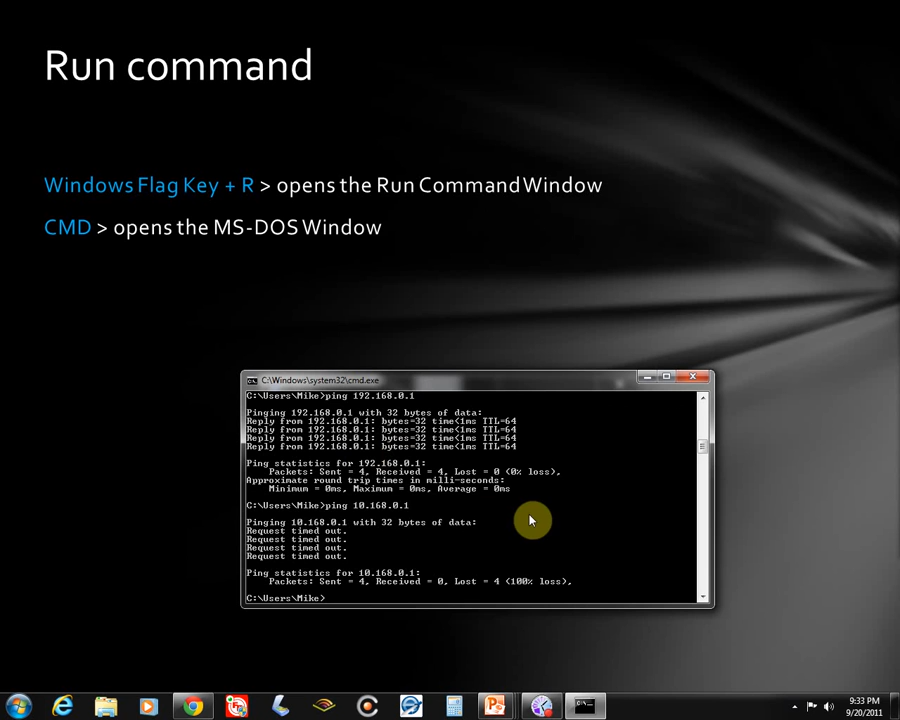 Run command
Windows Flag Key + R > opens the Run Command Window
CMD > opens the MS-DOS Window
C:\Windows\system32\cmd.exe
C:\Users\Mike>ping 192.168.0.1
Pinging 192.168.0.1 with 32 bytes of data:
Reply from 192.168.0.1: bytes=32 time<1ms TTL=64
Reply from 192.168.0.1: bytes=32 time<1ms TTL=64
Reply from 192.168.0.1: bytes=32 time<1ms TTL=64
Reply from 192.168.0.1: bytes=32 time<1ms TTL=64
Ping statistics for 192.168.0.1:
Packets: Sent = 4, Received = 4, Lost = 0 (0% loss),
Approximate round trip times in milli-seconds:
Minimum = 0ms, Maximum = 0ms, Average = 0ms
C:\Users\Mike>ping 10.168.0.1
Pinging 10.168.0.1 with 32 bytes of data:
Request timed out.
Request timed out.
Request timed out.
Request timed out.
Ping statistics for 10.168.0.1:
Packets: Sent = 4, Received = 0, Lost = 4 (100% loss),
C:\Users\Mike>
9:33 PM
9/20/2011